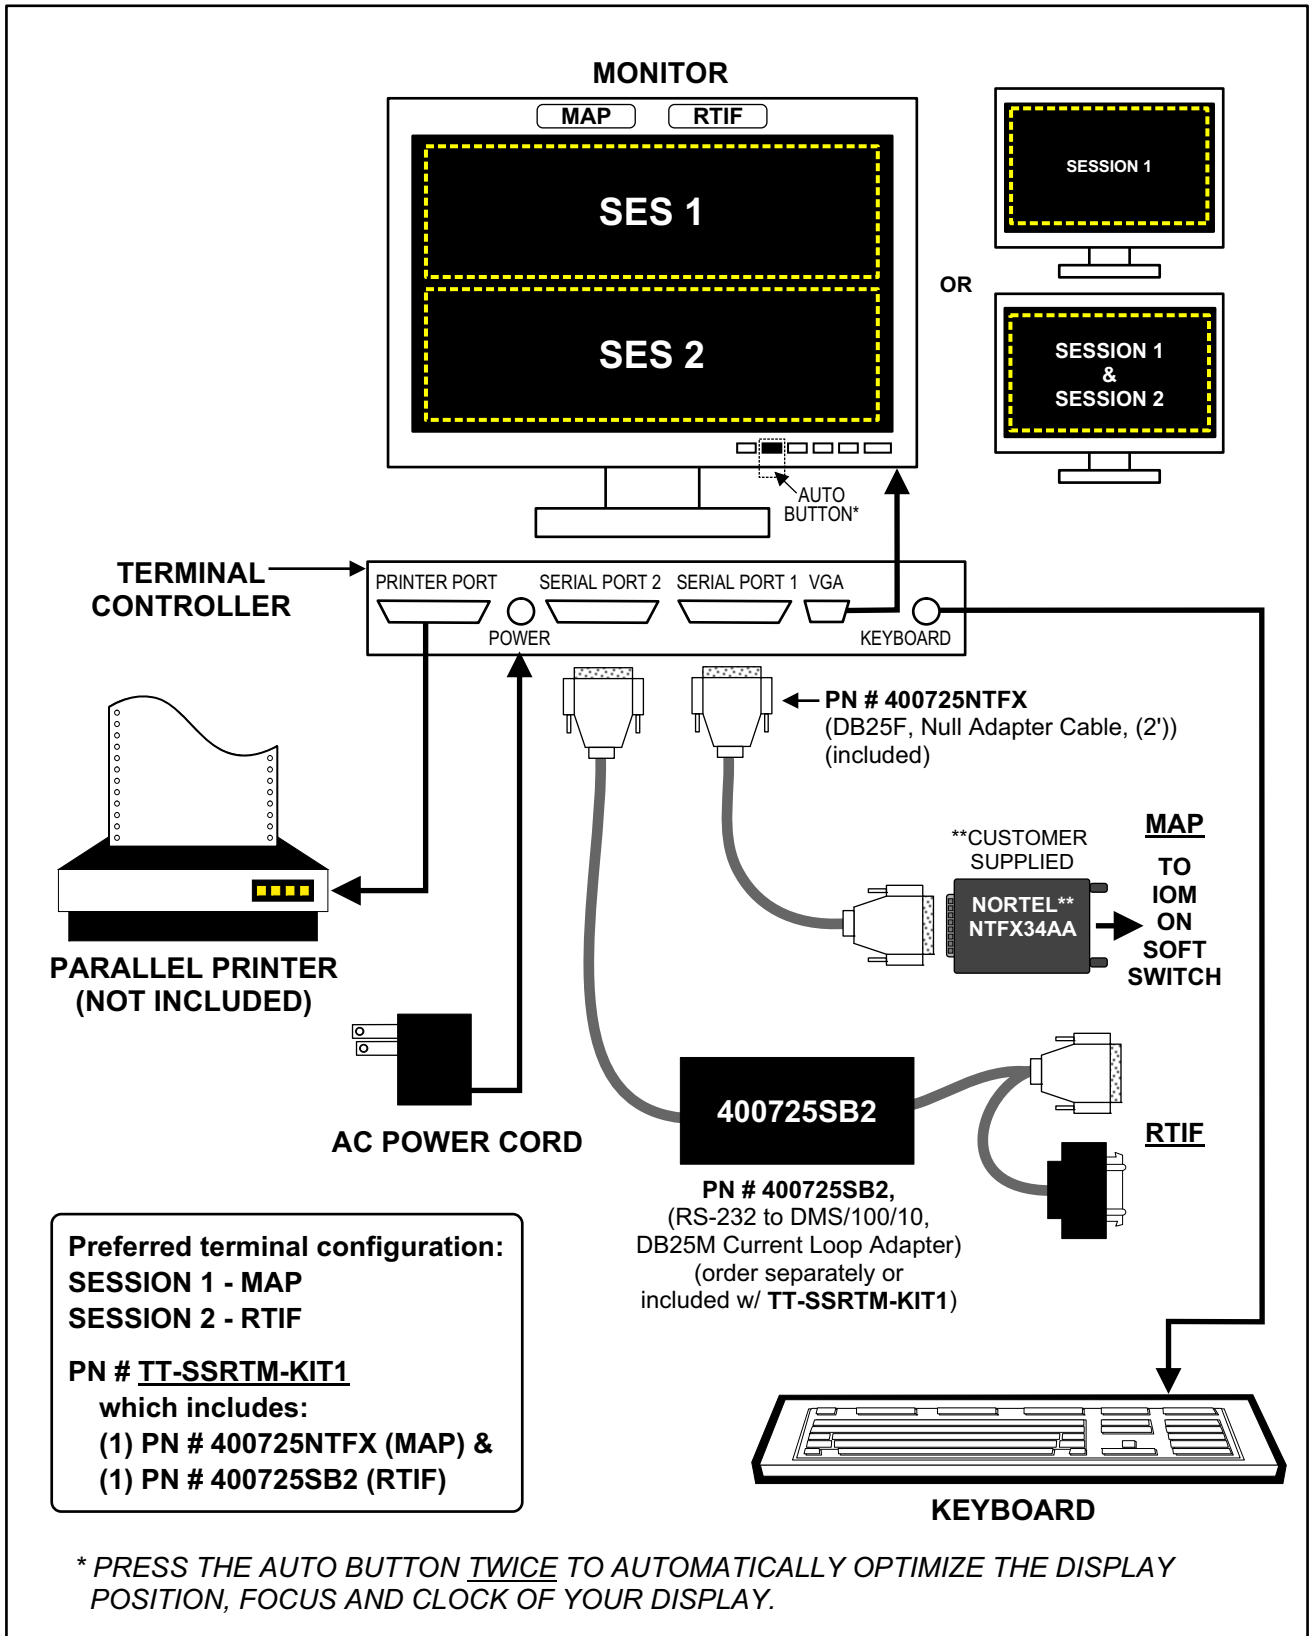 MONITOR
MAP
RTIF
SES 1
SES 2
SESSION 1
OR
SESSION 1
&
SESSION 2
AUTO
BUTTON*
TERMINAL
CONTROLLER
PRINTER PORT
POWER
SERIAL PORT 2
SERIAL PORT 1
VGA
KEYBOARD
PN # 400725NTFX
(DB25F, Null Adapter Cable, (2'))
(included)
**CUSTOMER
SUPPLIED
NORTEL**
NTFX34AA
MAP
TO
IOM
ON
SOFT
SWITCH
PARALLEL PRINTER
(NOT INCLUDED)
AC POWER CORD
400725SB2
RTIF
PN # 400725SB2,
(RS-232 to DMS/100/10,
DB25M Current Loop Adapter)
(order separately or
included w/ TT-SSRTM-KIT1)
Preferred terminal configuration:
SESSION 1 - MAP
SESSION 2 - RTIF
PN # TT-SSRTM-KIT1
which includes:
(1) PN # 400725NTFX (MAP) &
(1) PN # 400725SB2 (RTIF)
KEYBOARD
* PRESS THE AUTO BUTTON TWICE TO AUTOMATICALLY OPTIMIZE THE DISPLAY
POSITION, FOCUS AND CLOCK OF YOUR DISPLAY.